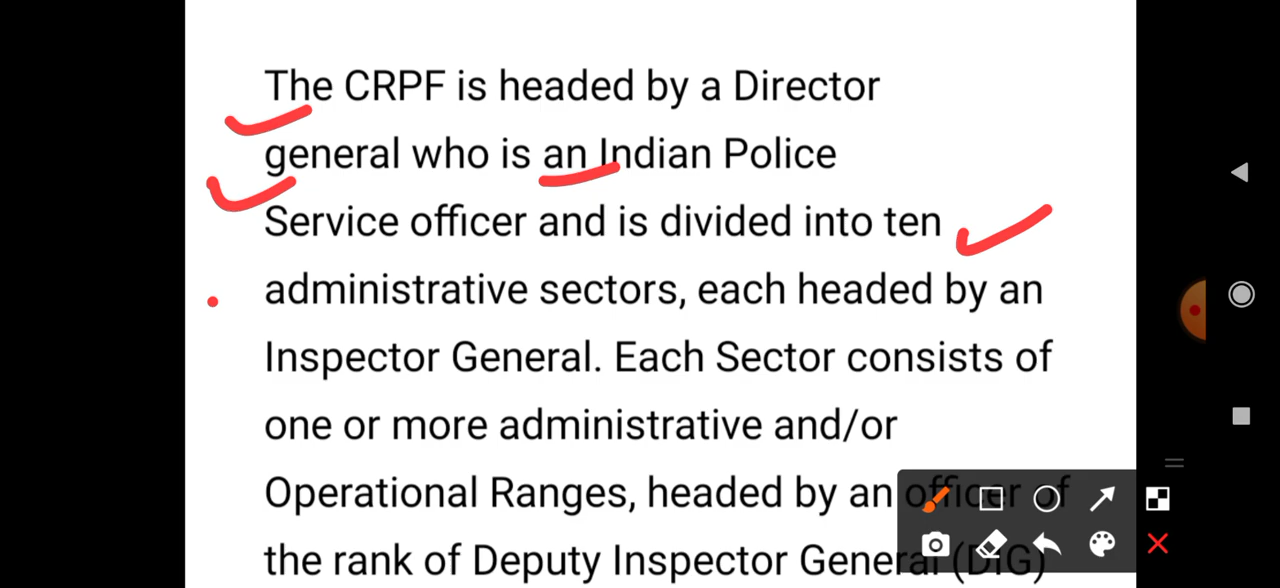 The CRPF is headed by a Director
general who is an Indian Police
Service officer and is divided into ten
administrative sectors, each headed by an
Inspector General. Each Sector consists of
one or more administrative and/or
Operational Ranges, headed by an officer of
the rank of Deputy Inspector General (DIG)